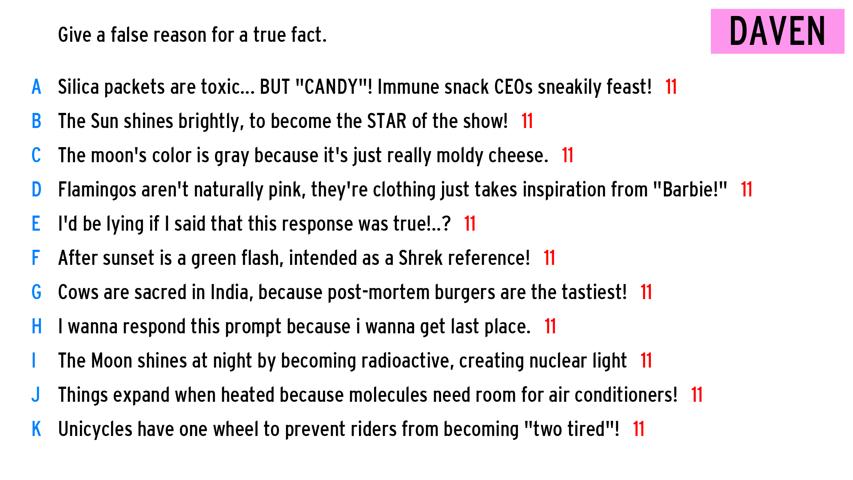 Give a false reason for a true fact.
DAVEN
A Silica packets are toxic... BUT "CANDY"! Immune snack CEOs sneakily feast! 11
B The Sun shines brightly, to become the STAR of the show! 11
C The moon's color is gray because it's just really moldy cheese. 11
D Flamingos aren't naturally pink, they're clothing just takes inspiration from "Barbie!" 11
E I'd be lying if I said that this response was true!..? 11
F After sunset is a green flash, intended as a Shrek reference! 11
G Cows are sacred in India, because post-mortem burgers are the tastiest! 11
H I wanna respond this prompt because i wanna get last place. 11
I The Moon shines at night by becoming radioactive, creating nuclear light 11
J Things expand when heated because molecules need room for air conditioners! 11
K Unicycles have one wheel to prevent riders from becoming "two tired"! 11